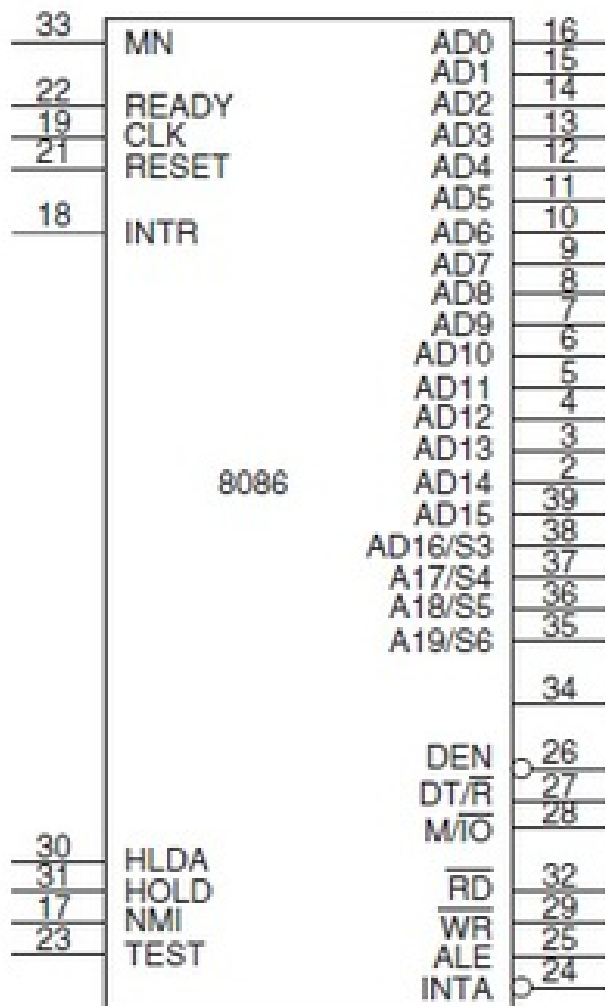 33 MN AD0 16
AD1 15
22 READY AD2 14
19 CLK AD3 13
21 RESET AD4 12
AD5 11
18 INTR AD6 10
AD7 9
AD8 8
AD9 7
AD10 6
AD11 5
AD12 4
AD13 3
8086 AD14 2
AD15 39
AD16/S3 38
A17/S4 37
A18/S5 36
A19/S6 35
34
DEN 26
DT/R̅ 27
M/I̅O̅ 28
30 HLDA
31 HOLD R̅D̅ 32
17 NMI W̅R̅ 29
23 TEST ALE 25
INTA 24